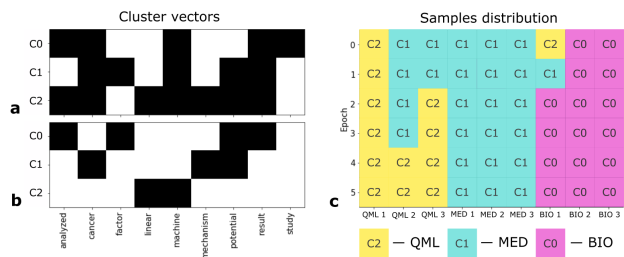 Cluster vectors
C0
C1
C2
a
C0
C1
C2
b
analyzed
cancer
factor
linear
machine
mechanism
potential
result
study
Samples distribution
Epoch
0 C2 C1 C1 C1 C1 C1 C2 C0 C0
1 C2 C1 C1 C1 C1 C1 C1 C0 C0
2 C2 C1 C2 C1 C1 C1 C0 C0 C0
3 C2 C1 C2 C1 C1 C1 C0 C0 C0
4 C2 C2 C2 C1 C1 C1 C0 C0 C0
5 C2 C2 C2 C1 C1 C1 C0 C0 C0
QML 1 QML 2 QML 3 MED 1 MED 2 MED 3 BIO 1 BIO 2 BIO 3
c
C2 — QML C1 — MED C0 — BIO